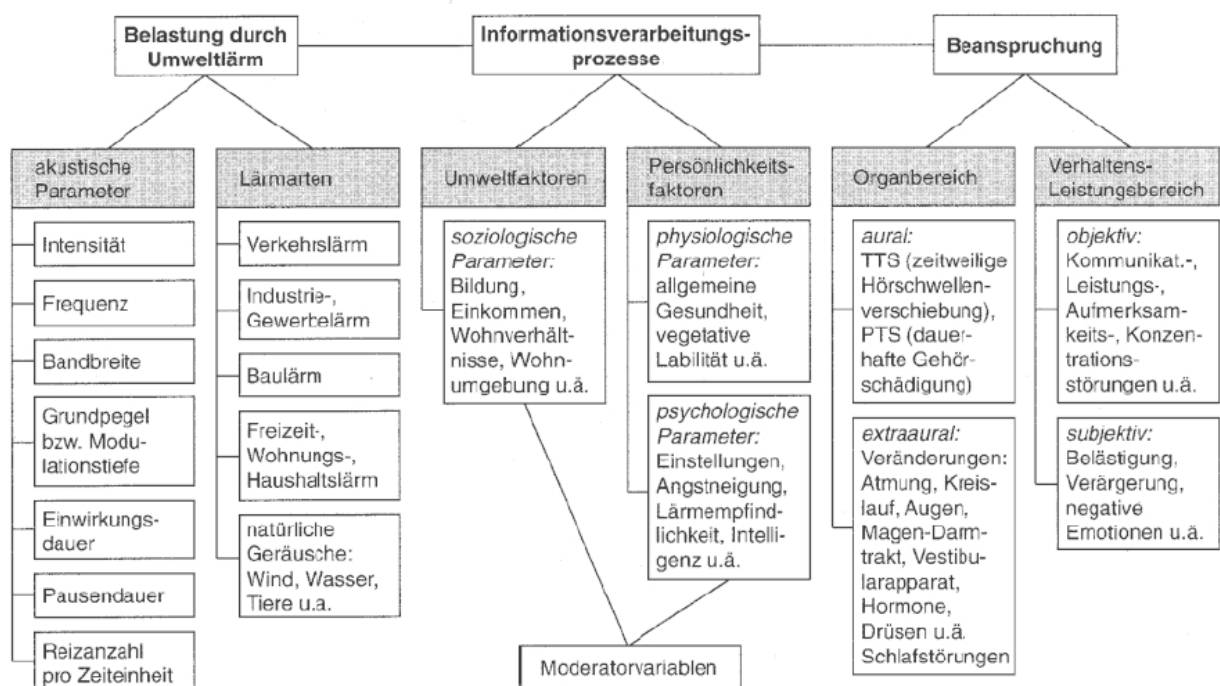 Belastung durch
Umweltlärm
Informationsverarbeitungs-
prozesse
Beanspruchung
akustische
Parameter
Intensität
Frequenz
Bandbreite
Grundpegel
bzw. Modu-
lationstiefe
Einwirkungs-
dauer
Pausendauer
Reizanzahl
pro Zeiteinheit
Lärmarten
Verkehrslärm
Industrie-,
Gewerbelärm
Baulärm
Freizeit-,
Wohnungs-,
Haushaltslärm
natürliche
Geräusche:
Wind, Wasser,
Tiere u.a.
Umweltfaktoren
soziologische
Parameter:
Bildung,
Einkommen,
Wohnverhält-
nisse, Wohn-
umgebung u.ä.
Persönlichkeits-
faktoren
physiologische
Parameter:
allgemeine
Gesundheit,
vegetative
Labilität u.ä.
psychologische
Parameter:
Einstellungen,
Angstneigung,
Lärmempfind-
lichkeit, Intelli-
genz u.ä.
Moderatorvariablen
Organbereich
aural:
TTS (zeitweilige
Hörschwellen-
verschiebung),
PTS (dauer-
hafte Gehör-
schädigung)
extraaural:
Veränderungen:
Atmung, Kreis-
lauf, Augen,
Magen-Darm-
trakt, Vestibu-
larapparat,
Hormone,
Drüsen u.ä.
Schlafstörungen
Verhaltens-
Leistungsbereich
objektiv:
Kommunikat.-,
Leistungs-,
Aufmerksam-
keits-, Konzen-
trations-
störungen u.ä.
subjektiv:
Belästigung,
Verärgerung,
negative
Emotionen u.ä.